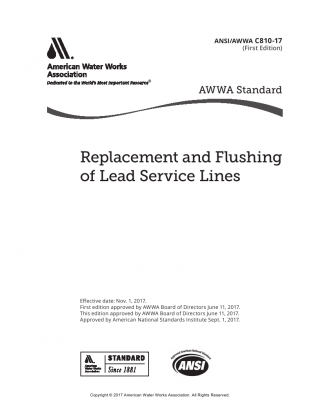 ANSI/AWWA C810-17
(First Edition)
American Water Works
Association
Dedicated to the World's Most Important Resource®
AWWA Standard
Replacement and Flushing
of Lead Service Lines
Effective date: Nov. 1, 2017.
First edition approved by AWWA Board of Directors June 11, 2017.
This edition approved by AWWA Board of Directors June 11, 2017.
Approved by American National Standards Institute Sept. 1, 2017.
American
Water Works
Association
STANDARD
Since 1881
ANSI
Copyright © 2017 American Water Works Association. All Rights Reserved.